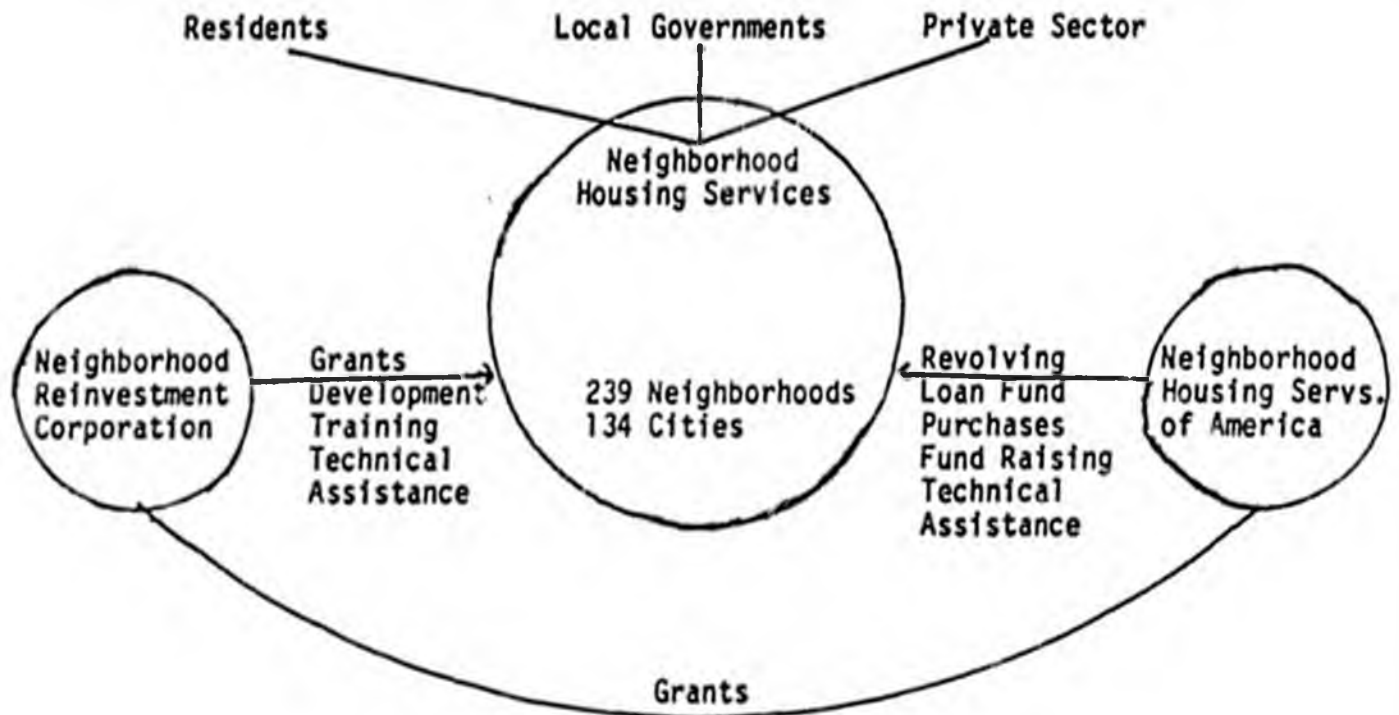 Residents
Local Governments
Private Sector
Neighborhood
Housing Services
239 Neighborhoods
134 Cities
Neighborhood
Reinvestment
Corporation
Grants
Development
Training
Technical
Assistance
Revolving
Loan Fund
Purchases
Fund Raising
Technical
Assistance
Neighborhood
Housing Servs.
of America
Grants